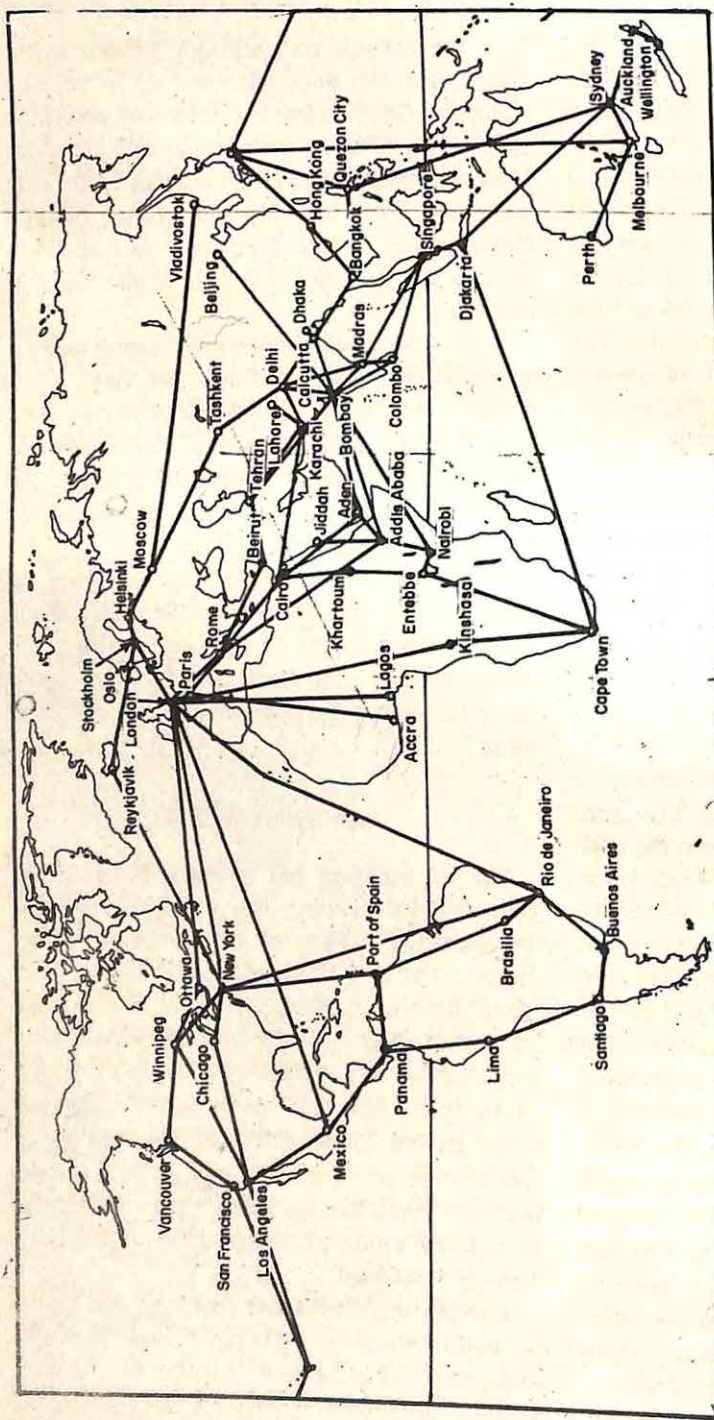 Vancouver
San Francisco
Los Angeles
Winnipeg
Chicago
Ottawa
New York
Mexico
Panama
Port of Spain
Lima
Brasilia
Rio de Janeiro
Santiago
Buenos Aires
Reykjavik
London
Oslo
Stockholm
Helsinki
Paris
Moscow
Rome
Accra
Lagos
Kinshasal
Cape Town
Beirut
Cairo
Khartoum
Entebbe
Nairobi
Jiddah
Aden
Addis Ababa
Tehran
Tashkent
Lahore
Karachi
Delhi
Calcutta
Bombay
Dhaka
Madras
Colombo
Vladivostok
Beijing
Hong Kong
Quezon City
Bangkok
Singapore
Djakarta
Perth
Melbourne
Sydney
Auckland
Wellington